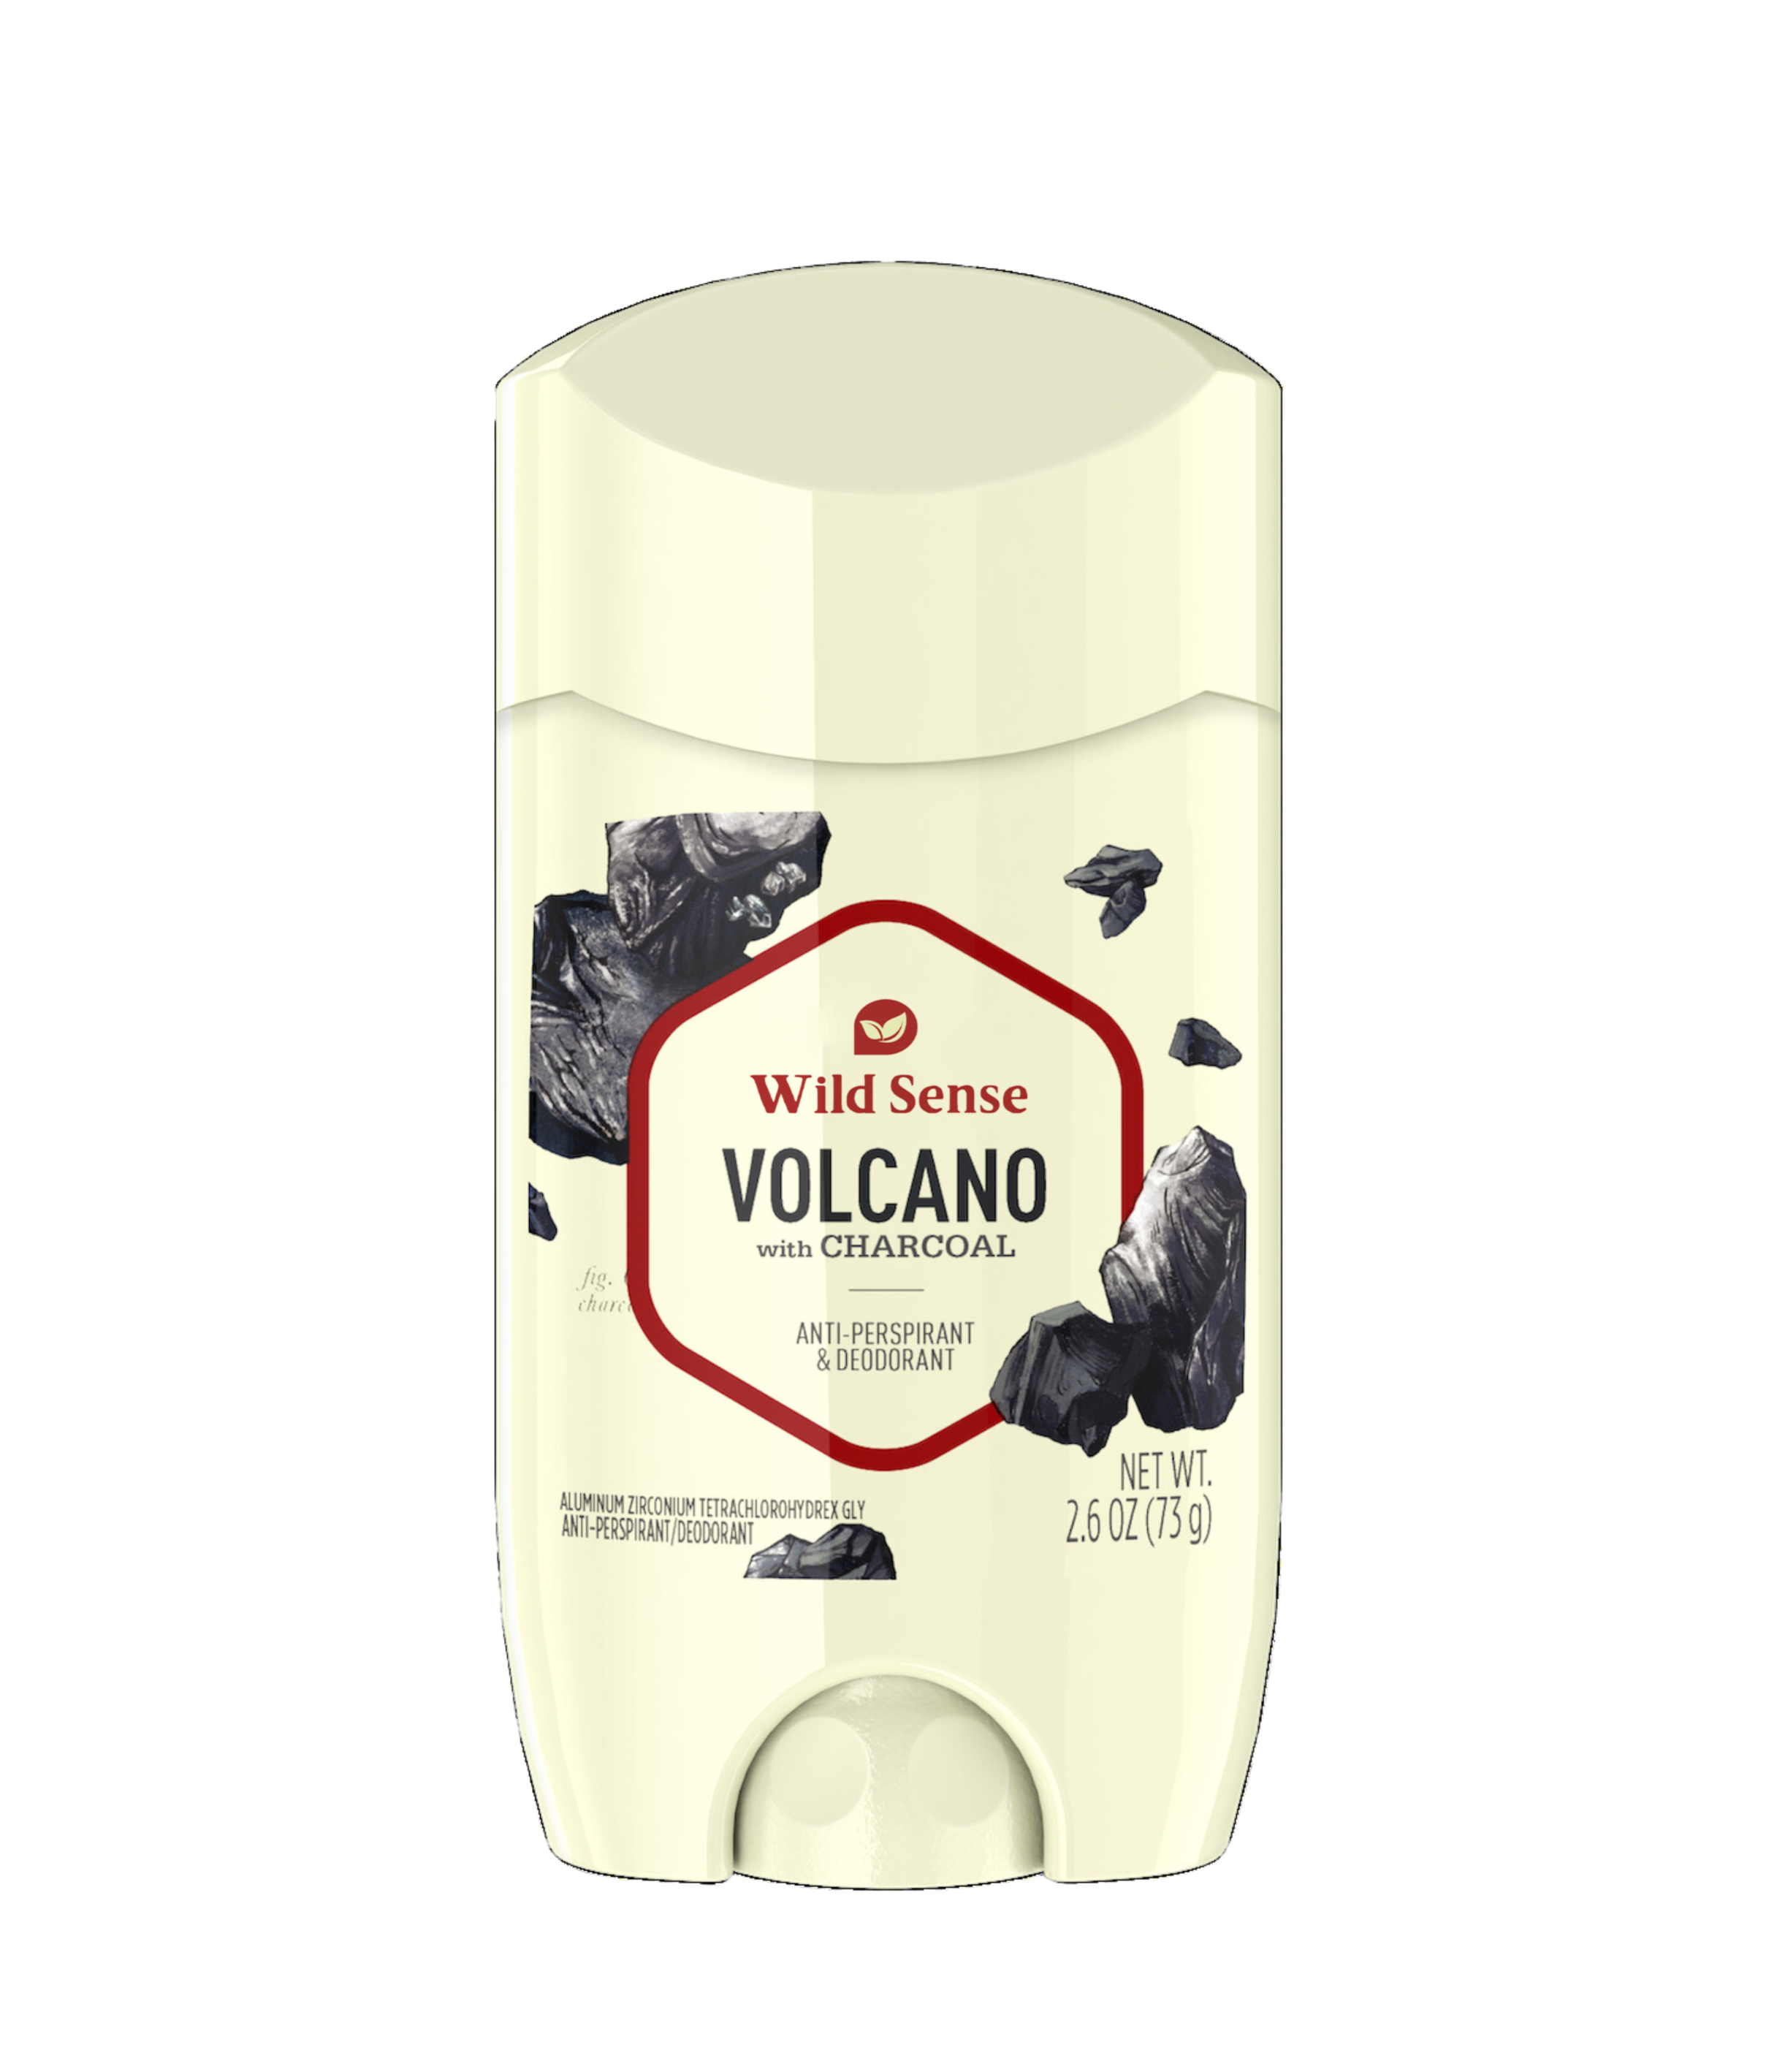 Wild Sense
VOLCANO
with CHARCOAL
fig.
ANTI-PERSPIRANT
& DEODORANT
NET WT.
2.6 OZ (73 g)
ALUMINUM ZIRCONIUM TETRACHLOROHYDREX GLY
ANTI-PERSPIRANT/DEODORANT